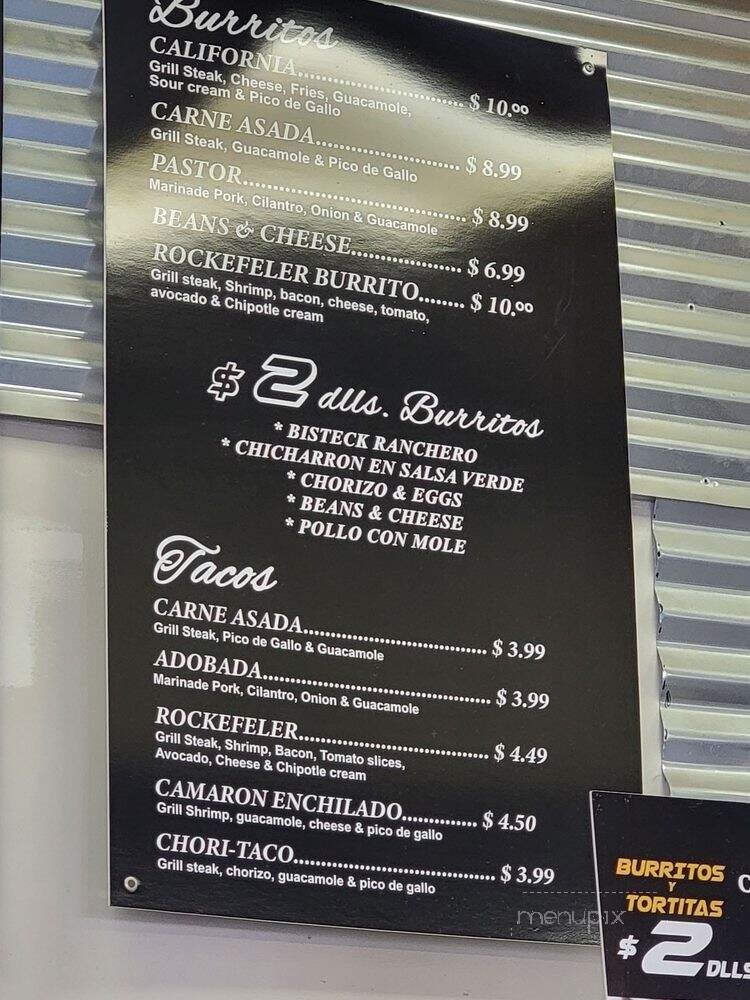 Burritos
CALIFORNIA........................... $ 10.00
Grill Steak, Cheese, Fries, Guacamole,
Sour cream & Pico de Gallo
CARNE ASADA........................ $ 8.99
Grill Steak, Guacamole & Pico de Gallo
PASTOR..................................... $ 8.99
Marinade Pork, Cilantro, Onion & Guacamole
BEANS & CHEESE................... $ 6.99
ROCKEFELER BURRITO........ $ 10.00
Grill steak, Shrimp, bacon, cheese, tomato,
avocado & Chipotle cream
$ 2 dlls. Burritos
* BISTECK RANCHERO
* CHICHARRON EN SALSA VERDE
* CHORIZO & EGGS
* BEANS & CHEESE
* POLLO CON MOLE
Tacos
CARNE ASADA............................... $ 3.99
Grill Steak, Pico de Gallo & Guacamole
ADOBADA...................................... $ 3.99
Marinade Pork, Cilantro, Onion & Guacamole
ROCKEFELER................................ $ 4.49
Grill Steak, Shrimp, Bacon, Tomato slices,
Avocado, Cheese & Chipotle cream
CAMARON ENCHILADO............. $ 4.50
Grill Shrimp, guacamole, cheese & pico de gallo
CHORI-TACO.................................. $ 3.99
Grill steak, chorizo, guacamole & pico de gallo
menupix
BURRITOS
Y
TORTITAS
$ 2 DLLS